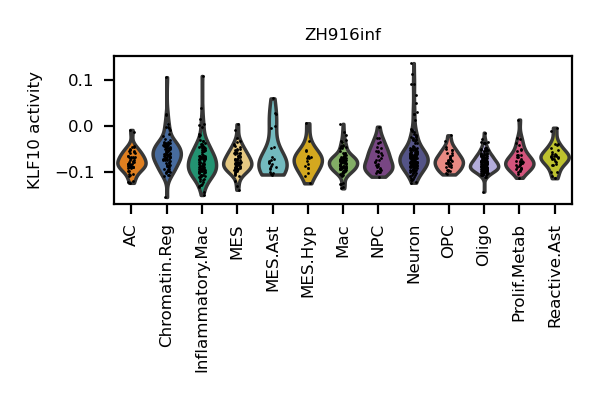 ZH916inf
KLF10 activity
0.1
0.0
−0.1
AC
Chromatin.Reg
Inflammatory.Mac
MES
MES.Ast
MES.Hyp
Mac
NPC
Neuron
OPC
Oligo
Prolif.Metab
Reactive.Ast